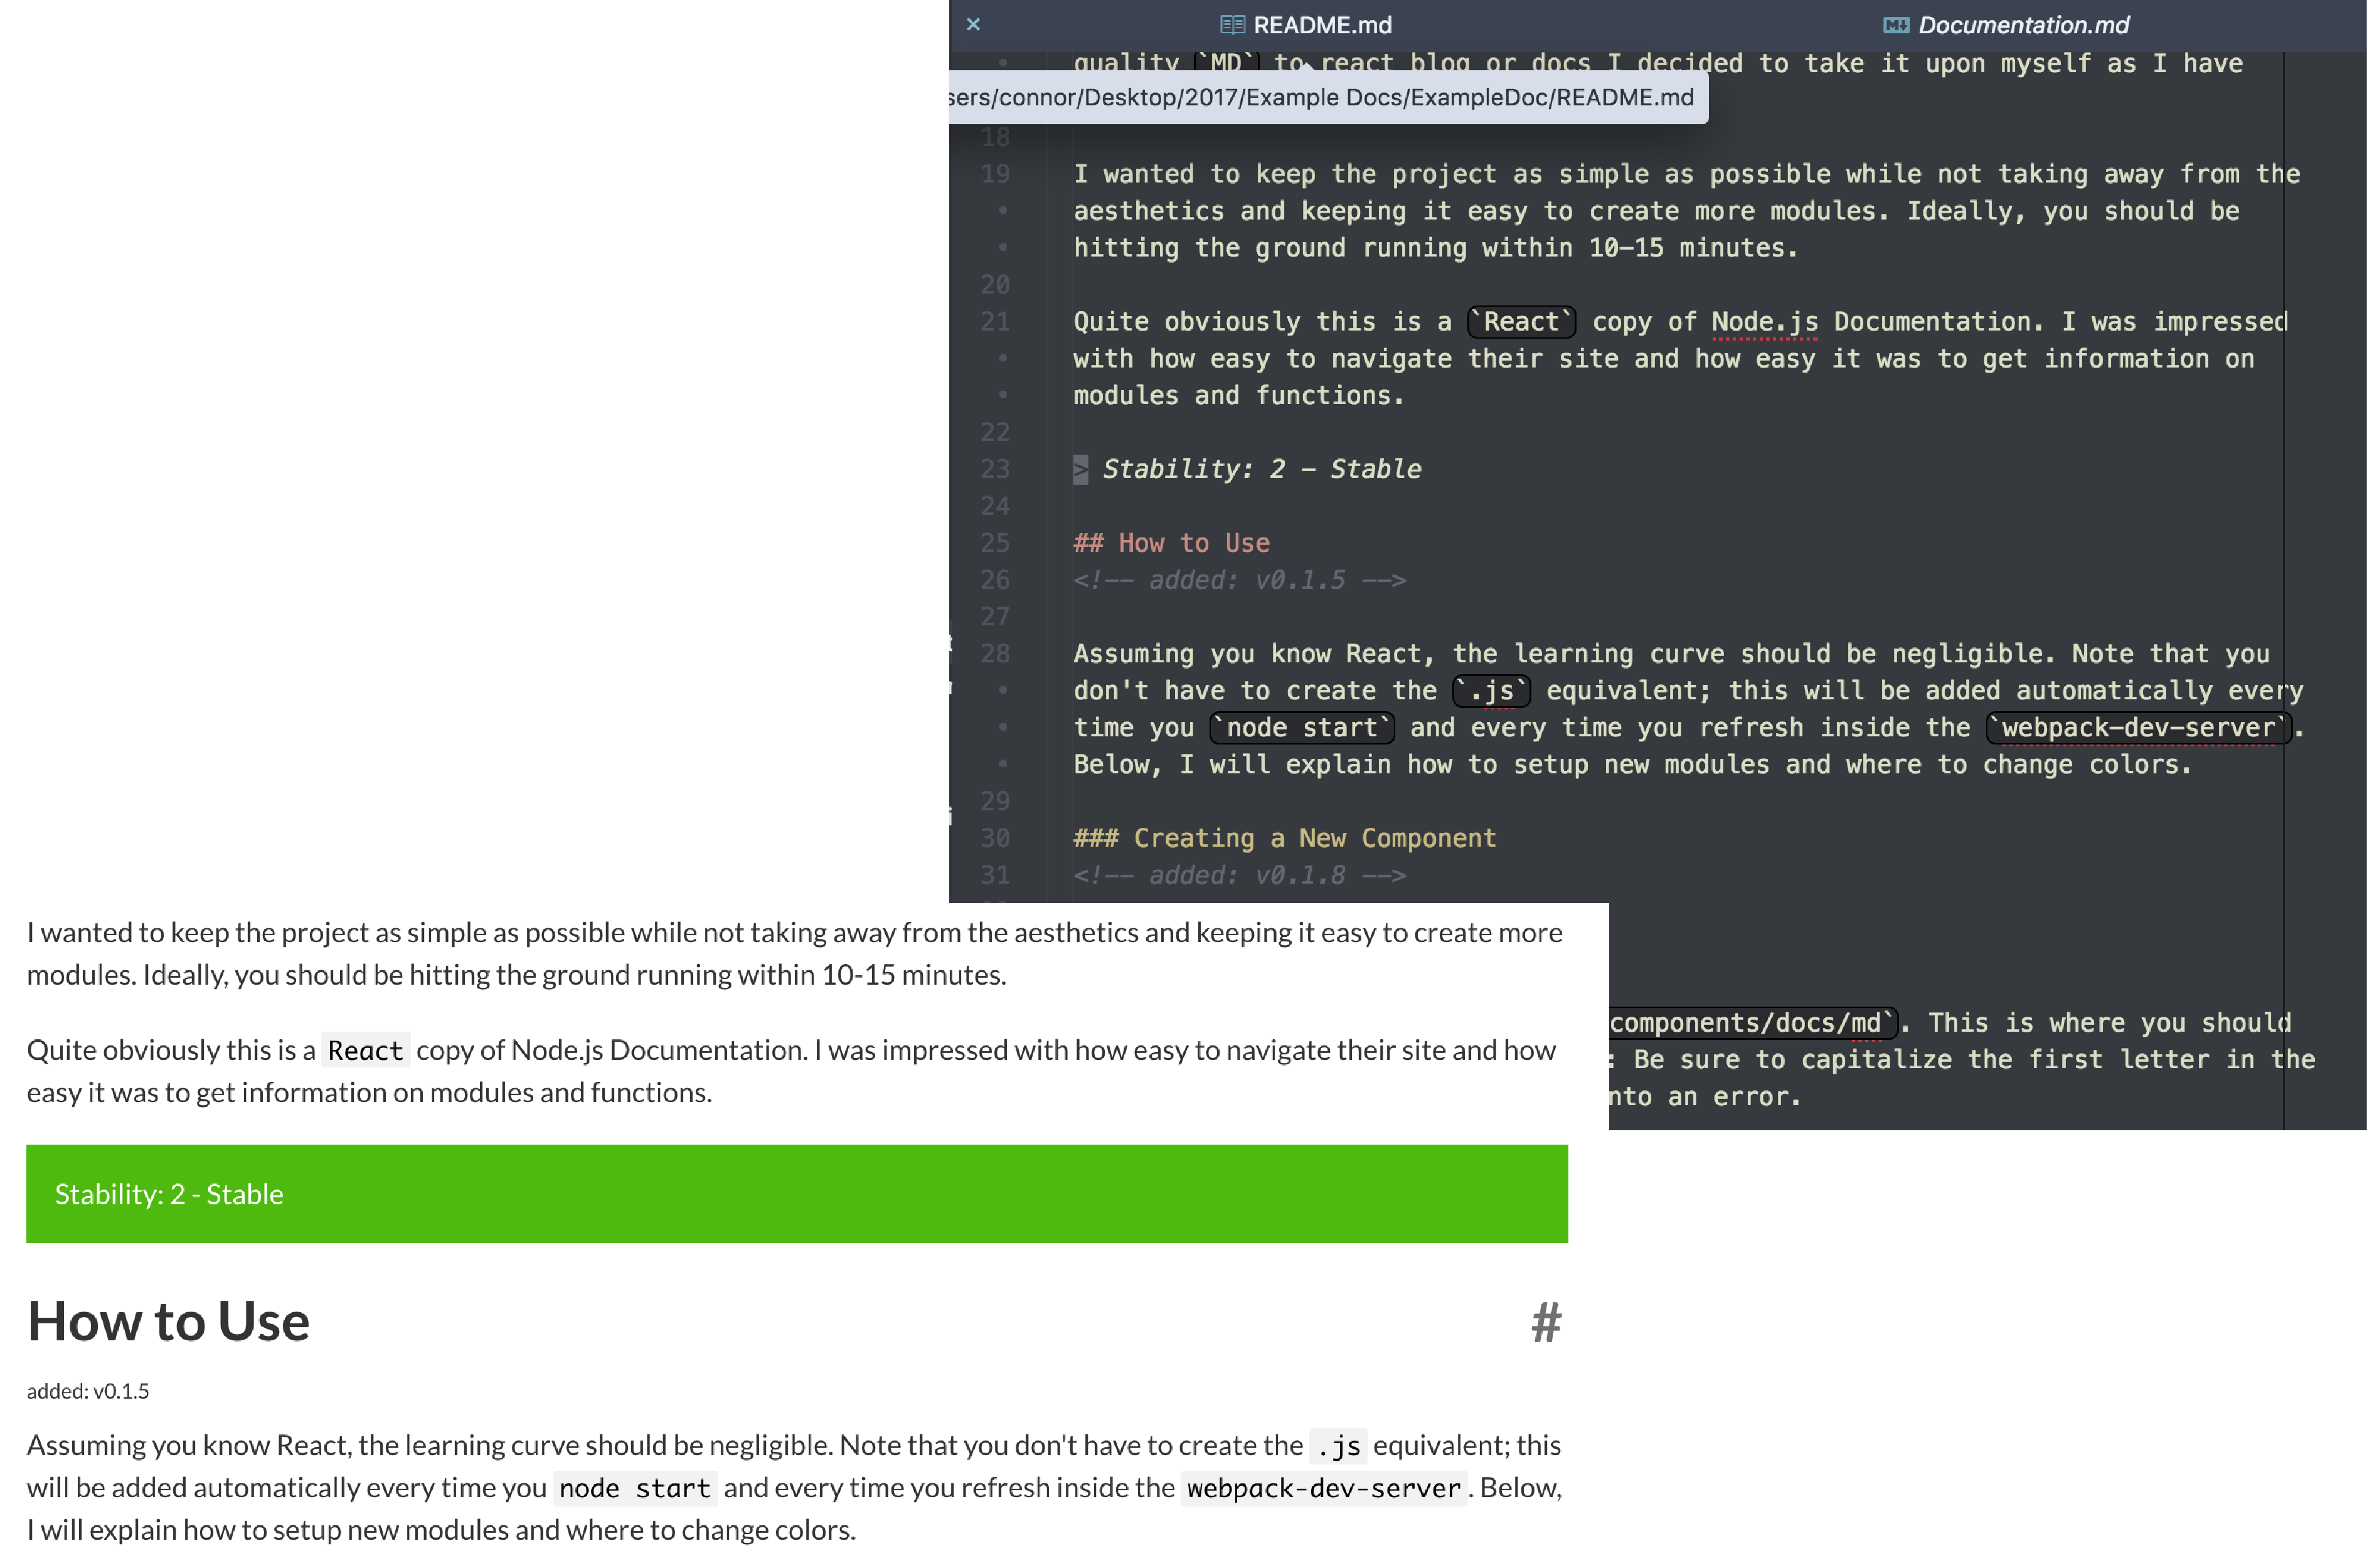 README.md
Documentation.md
quality `MD` to react blog or docs I decided to take it upon myself as I have
sers/connor/Desktop/2017/Example Docs/ExampleDoc/README.md
18
19 I wanted to keep the project as simple as possible while not taking away from the
aesthetics and keeping it easy to create more modules. Ideally, you should be
hitting the ground running within 10-15 minutes.
20
21 Quite obviously this is a `React` copy of Node.js Documentation. I was impressed
with how easy to navigate their site and how easy it was to get information on
modules and functions.
22
23 > Stability: 2 - Stable
24
25 ## How to Use
26 <!-- added: v0.1.5 -->
27
28 Assuming you know React, the learning curve should be negligible. Note that you
don't have to create the `.js` equivalent; this will be added automatically every
time you `node start` and every time you refresh inside the `webpack-dev-server`.
Below, I will explain how to setup new modules and where to change colors.
29
30 ### Creating a New Component
31 <!-- added: v0.1.8 -->
components/docs/md`. This is where you should
: Be sure to capitalize the first letter in the
nto an error.
I wanted to keep the project as simple as possible while not taking away from the aesthetics and keeping it easy to create more
modules. Ideally, you should be hitting the ground running within 10-15 minutes.
Quite obviously this is a React copy of Node.js Documentation. I was impressed with how easy to navigate their site and how
easy it was to get information on modules and functions.
Stability: 2 - Stable
How to Use #
added: v0.1.5
Assuming you know React, the learning curve should be negligible. Note that you don't have to create the .js equivalent; this
will be added automatically every time you node start and every time you refresh inside the webpack-dev-server. Below,
I will explain how to setup new modules and where to change colors.